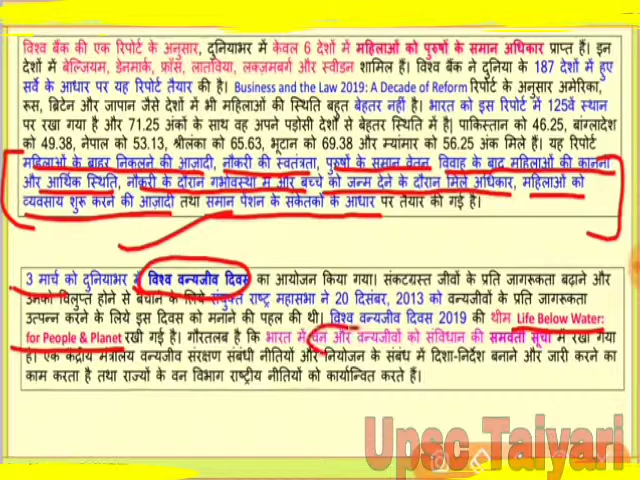 विश्व बैंक की एक रिपोर्ट के अनुसार, दुनियाभर में केवल 6 देशों में महिलाओं को पुरुषों के समान अधिकार प्राप्त हैं। इन
देशों में बेल्जियम, डेनमार्क, फ्रॉस, लातविया, लक्ज़मबर्ग और स्वीडन शामिल हैं। विश्व बैंक ने दुनिया के 187 देशों में हुए
सर्वे के आधार पर यह रिपोर्ट तैयार की है। Business and the Law 2019: A Decade of Reform रिपोर्ट के अनुसार अमेरिका,
रूस, ब्रिटेन और जापान जैसे देशों में भी महिलाओं की स्थिति बहुत बेहतर नहीं है। भारत को इस रिपोर्ट में 125वें स्थान
पर रखा गया है और 71.25 अंकों के साथ वह अपने पड़ोसी देशों से बेहतर स्थिति में है। पाकिस्तान को 46.25, बांग्लादेश
को 49.38, नेपाल को 53.13, श्रीलंका को 65.63, भूटान को 69.38 और म्यांमार को 56.25 अंक मिले हैं। यह रिपोर्ट
महिलाओं के बाहर निकलने की आज़ादी, नौकरी की स्वतंत्रता, पुरुषों के समान वेतन, विवाह के बाद महिलाओं की कानूनी
और आर्थिक स्थिति, नौकरी के दौरान गर्भावस्था में और बच्चे को जन्म देने के दौरान मिले अधिकार, महिलाओं को
व्यवसाय शुरू करने की आज़ादी तथा समान पेंशन के संकेतकों के आधार पर तैयार की गई है।
3 मार्च को दुनियाभर में विश्व वन्यजीव दिवस का आयोजन किया गया। संकटग्रस्त जीवों के प्रति जागरूकता बढ़ाने और
उनको विलुप्त होने से बचाने के लिये संयुक्त राष्ट्र महासभा ने 20 दिसंबर, 2013 को वन्यजीवों के प्रति जागरूकता
उत्पन्न करने के लिये इस दिवस को मनाने की पहल की थी। विश्व वन्यजीव दिवस 2019 की थीम Life Below Water:
for People & Planet रखी गई है। गौरतलब है कि भारत में वन और वन्यजीवों को संविधान की समवर्ती सूची में रखा गया
है। एक केंद्रीय मंत्रालय वन्यजीव संरक्षण संबंधी नीतियों और नियोजन के संबंध में दिशा-निर्देश बनाने और जारी करने का
काम करता है तथा राज्यों के वन विभाग राष्ट्रीय नीतियों को कार्यान्वित करते हैं।
Upsc Taiyari